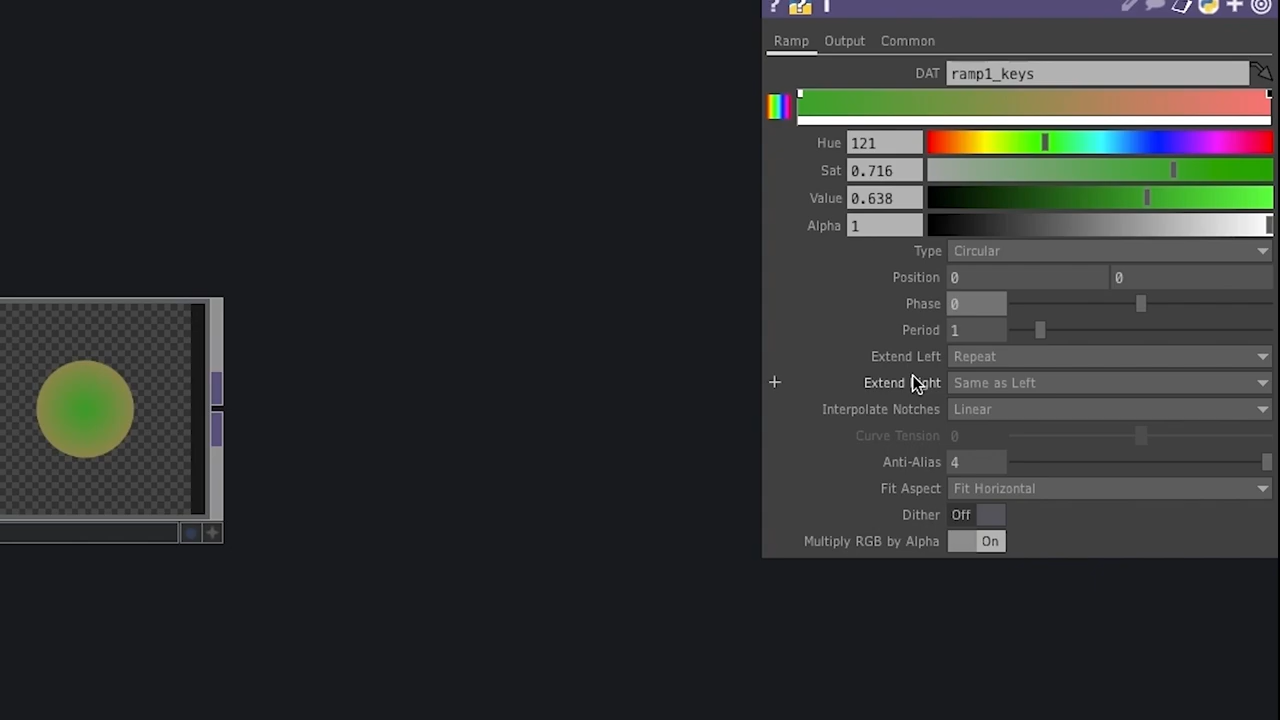 Ramp Output Common
DAT ramp1_keys
Hue 121
Sat 0.716
Value 0.638
Alpha 1
Type Circular
Position 0 0
Phase 0
Period 1
Extend Left Repeat
Extend Right Same as Left
Interpolate Notches Linear
Curve Tension 0
Anti-Alias 4
Fit Aspect Fit Horizontal
Dither Off
Multiply RGB by Alpha On